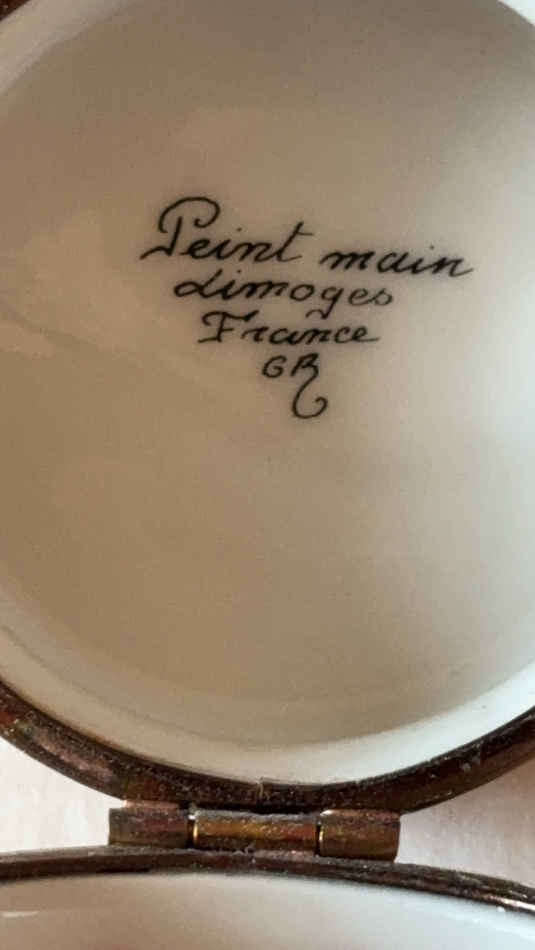 Peint main
Limoges
France
GR